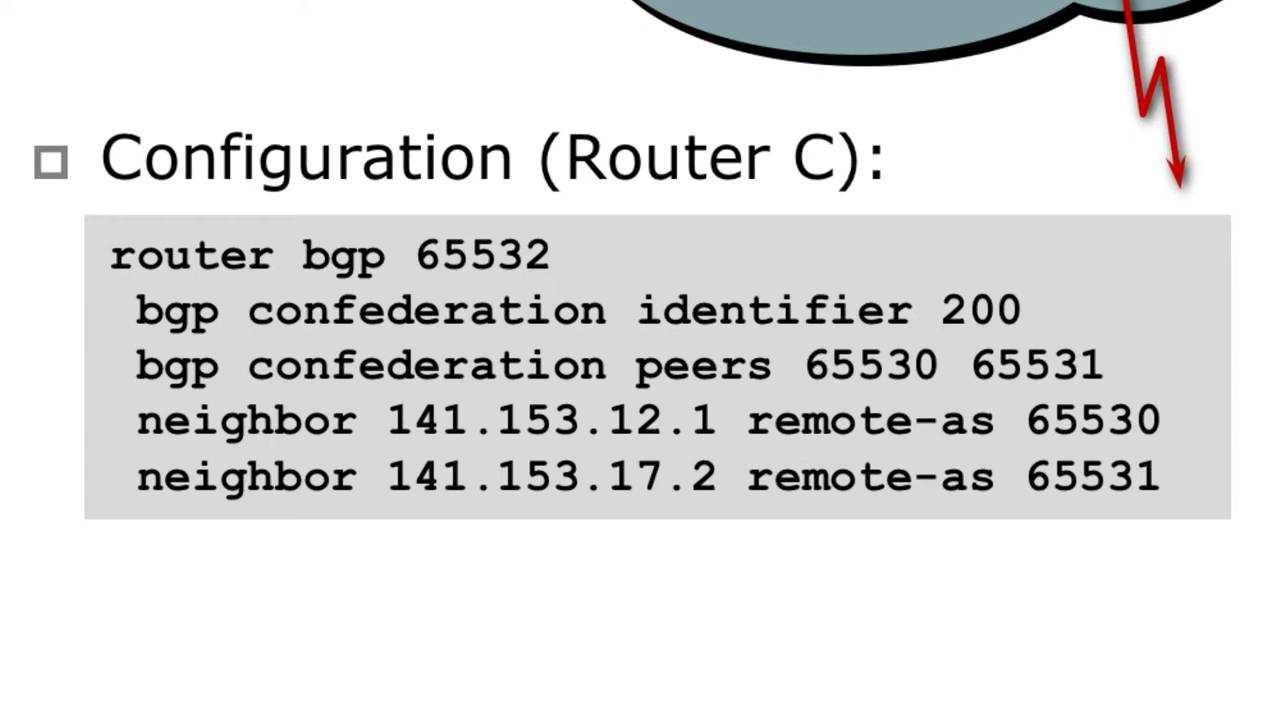 Configuration (Router C):
router bgp 65532
bgp confederation identifier 200
bgp confederation peers 65530 65531
neighbor 141.153.12.1 remote-as 65530
neighbor 141.153.17.2 remote-as 65531